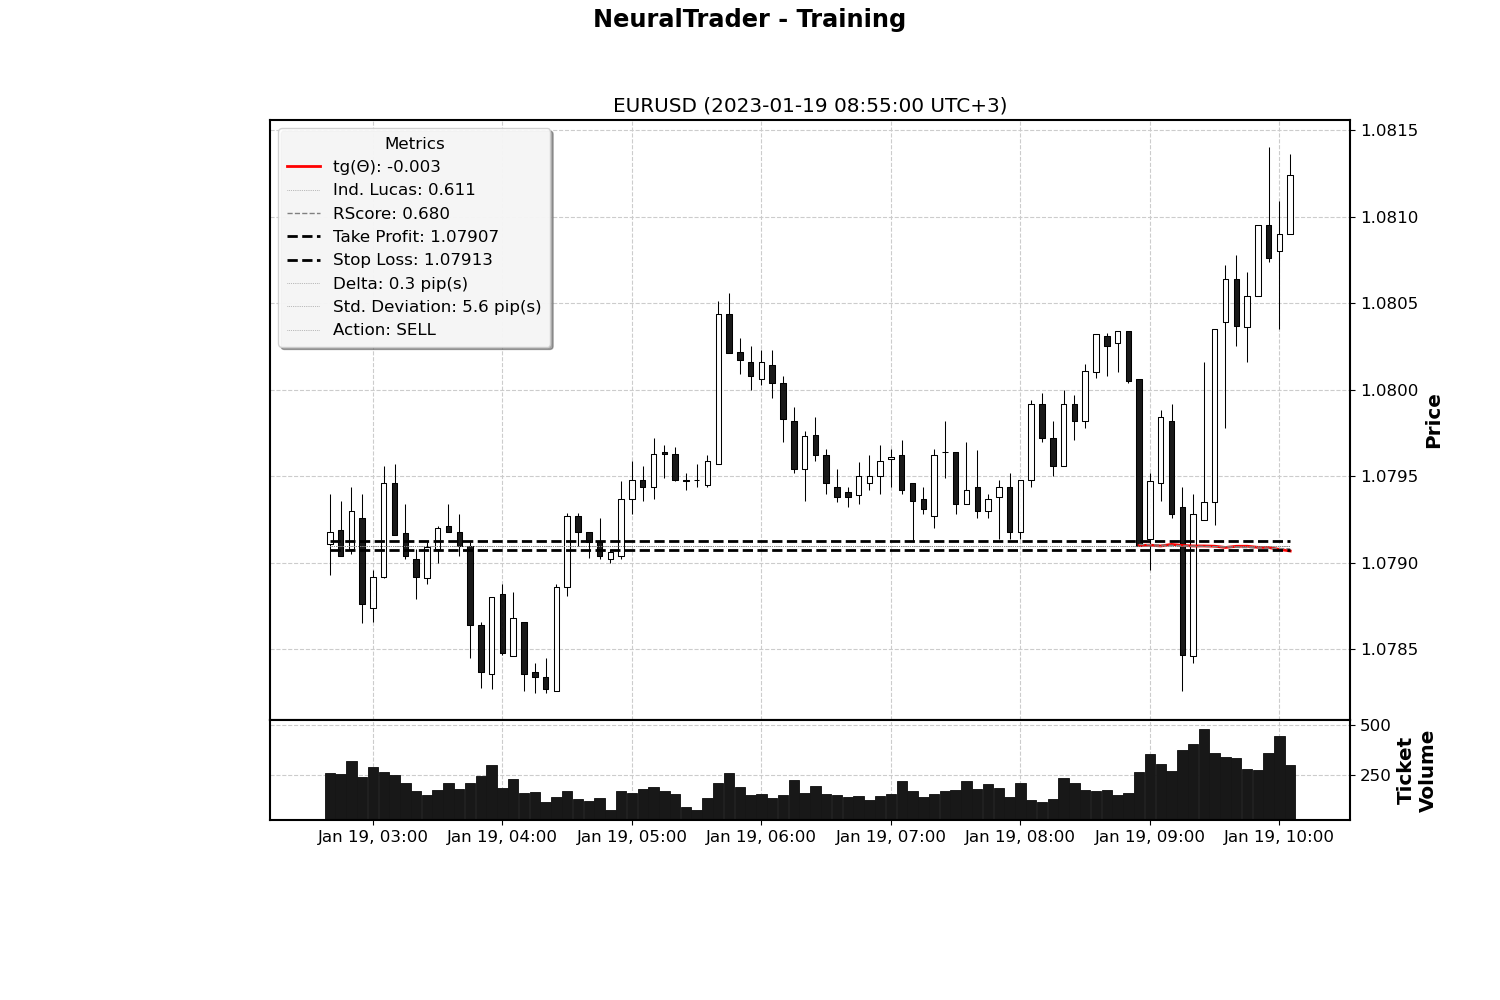 NeuralTrader - Training
EURUSD (2023-01-19 08:55:00 UTC+3)
Metrics
tg(Θ): -0.003
Ind. Lucas: 0.611
RScore: 0.680
Take Profit: 1.07907
Stop Loss: 1.07913
Delta: 0.3 pip(s)
Std. Deviation: 5.6 pip(s)
Action: SELL
1.0815
1.0810
1.0805
1.0800
1.0795
1.0790
1.0785
Price
500
250
Ticket
Volume
Jan 19, 03:00 Jan 19, 04:00 Jan 19, 05:00 Jan 19, 06:00 Jan 19, 07:00 Jan 19, 08:00 Jan 19, 09:00 Jan 19, 10:00